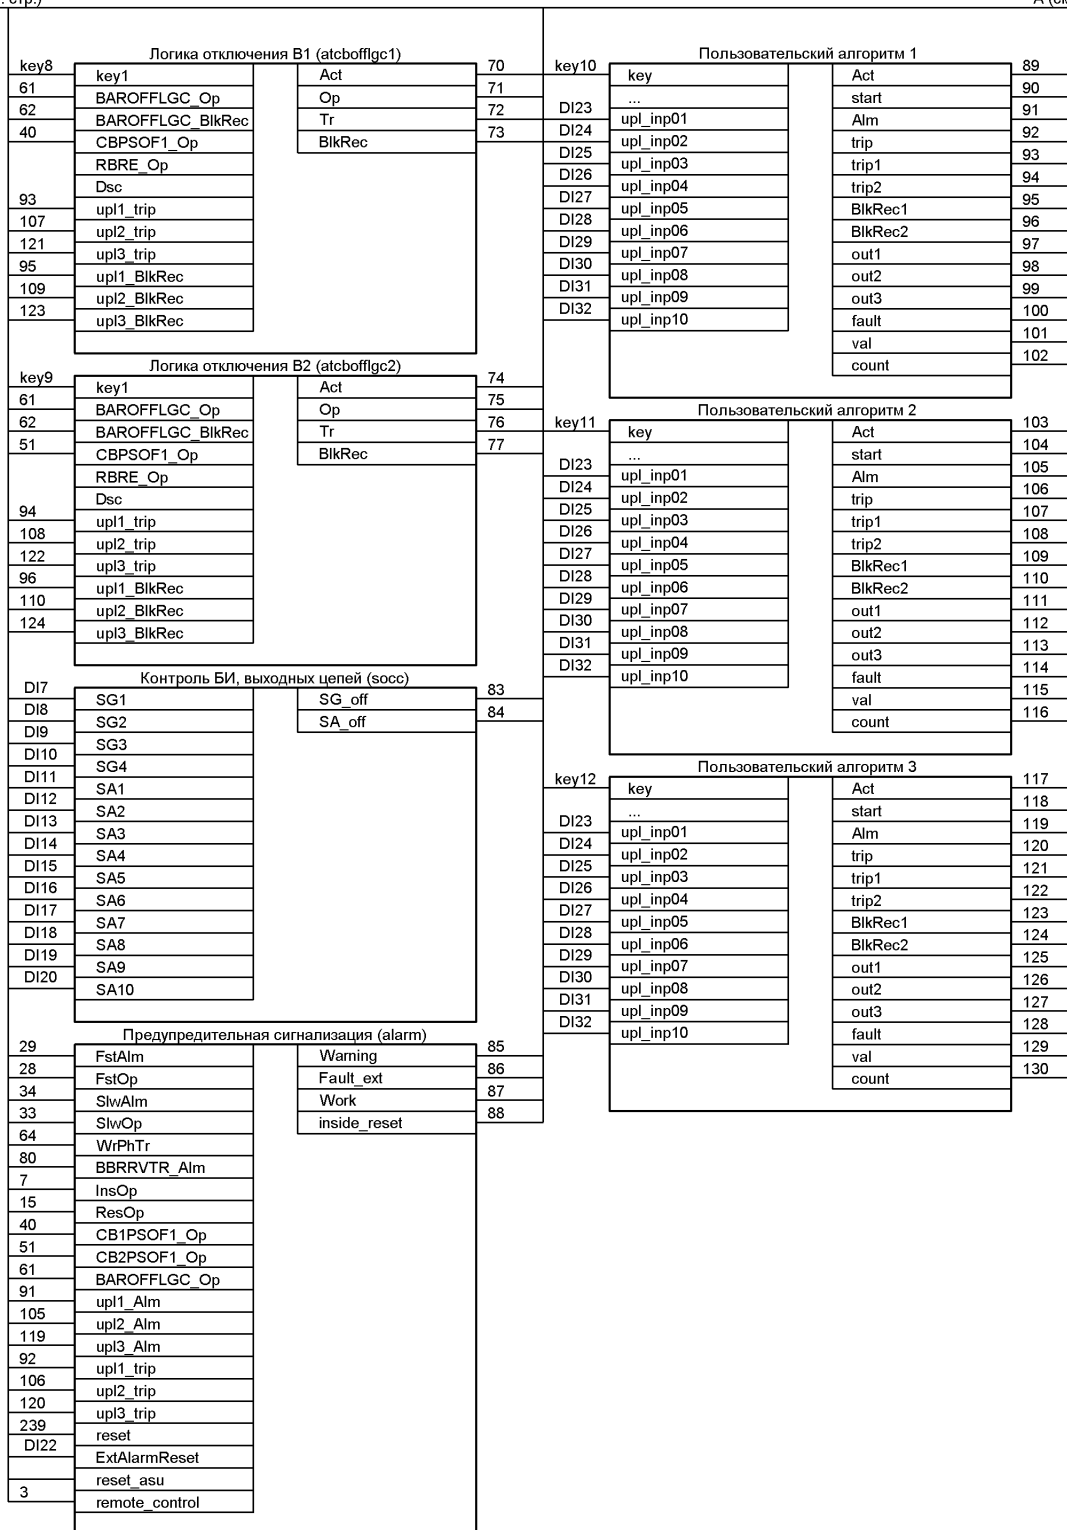 стр.)
Логика отключения В1 (atcbofflgc1)
key8 key1 Act 70
61 BAROFFLGC_Op Op 71
62 BAROFFLGC_BlkRec Tr 72
40 CBPSOF1_Op BlkRec 73
RBRE_Op
Dsc
93 upl1_trip
107 upl2_trip
121 upl3_trip
95 upl1_BlkRec
109 upl2_BlkRec
123 upl3_BlkRec
Логика отключения В2 (atcbofflgc2)
key9 key1 Act 74
61 BAROFFLGC_Op Op 75
62 BAROFFLGC_BlkRec Tr 76
51 CBPSOF1_Op BlkRec 77
RBRE_Op
Dsc
94 upl1_trip
108 upl2_trip
122 upl3_trip
96 upl1_BlkRec
110 upl2_BlkRec
124 upl3_BlkRec
Контроль БИ, выходных цепей (socc)
DI7 SG1 SG_off 83
DI8 SG2 SA_off 84
DI9 SG3
DI10 SG4
DI11 SA1
DI12 SA2
DI13 SA3
DI14 SA4
DI15 SA5
DI16 SA6
DI17 SA7
DI18 SA8
DI19 SA9
DI20 SA10
Предупредительная сигнализация (alarm)
29 FstAlm Warning 85
28 FstOp Fault_ext 86
34 SlwAlm Work 87
33 SlwOp inside_reset 88
64 WrPhTr
80 BBRRVTR_Alm
7 InsOp
15 ResOp
40 CB1PSOF1_Op
51 CB2PSOF1_Op
61 BAROFFLGC_Op
91 upl1_Alm
105 upl2_Alm
119 upl3_Alm
92 upl1_trip
106 upl2_trip
120 upl3_trip
239 reset
DI22 ExtAlarmReset
reset_asu
3 remote_control
Пользовательский алгоритм 1
key10 key Act 89
... start 90
DI23 upl_inp01 Alm 91
DI24 upl_inp02 trip 92
DI25 upl_inp03 trip1 93
DI26 upl_inp04 trip2 94
DI27 upl_inp05 BlkRec1 95
DI28 upl_inp06 BlkRec2 96
DI29 upl_inp07 out1 97
DI30 upl_inp08 out2 98
DI31 upl_inp09 out3 99
DI32 upl_inp10 fault 100
val 101
count 102
Пользовательский алгоритм 2
key11 key Act 103
... start 104
DI23 upl_inp01 Alm 105
DI24 upl_inp02 trip 106
DI25 upl_inp03 trip1 107
DI26 upl_inp04 trip2 108
DI27 upl_inp05 BlkRec1 109
DI28 upl_inp06 BlkRec2 110
DI29 upl_inp07 out1 111
DI30 upl_inp08 out2 112
DI31 upl_inp09 out3 113
DI32 upl_inp10 fault 114
val 115
count 116
Пользовательский алгоритм 3
key12 key Act 117
... start 118
DI23 upl_inp01 Alm 119
DI24 upl_inp02 trip 120
DI25 upl_inp03 trip1 121
DI26 upl_inp04 trip2 122
DI27 upl_inp05 BlkRec1 123
DI28 upl_inp06 BlkRec2 124
DI29 upl_inp07 out1 125
DI30 upl_inp08 out2 126
DI31 upl_inp09 out3 127
DI32 upl_inp10 fault 128
val 129
count 130